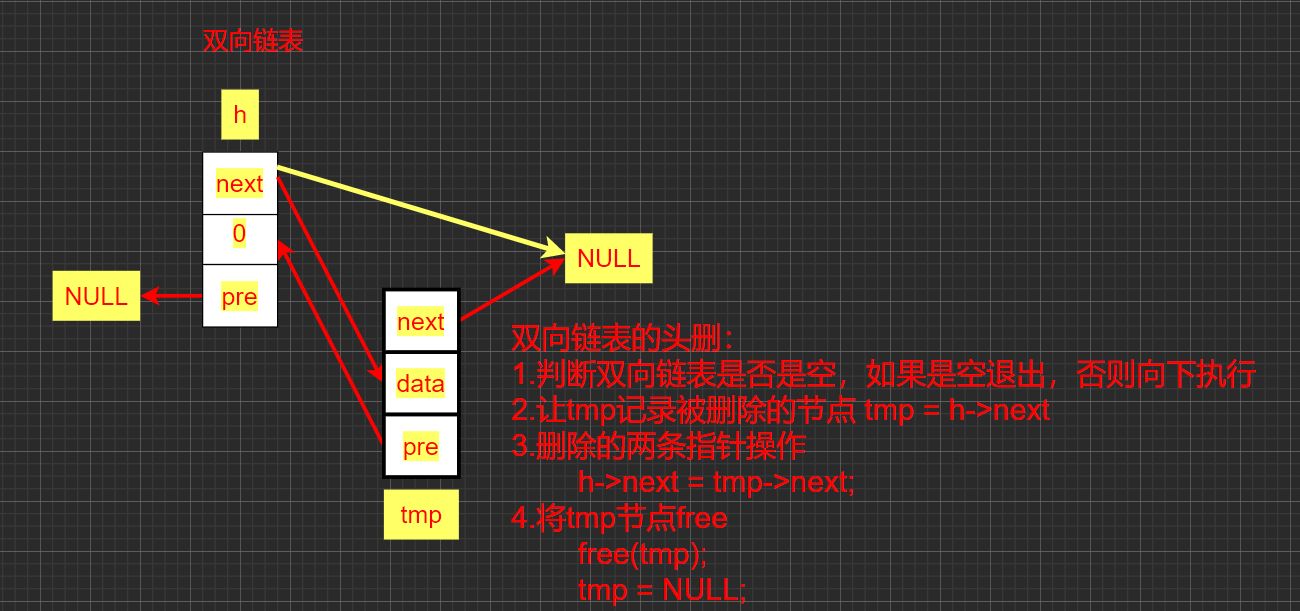 双向链表
h
next
0
pre
NULL
NULL
next
data
pre
tmp
双向链表的头删：
1.判断双向链表是否是空，如果是空退出，否则向下执行
2.让tmp记录被删除的节点 tmp = h->next
3.删除的两条指针操作
h->next = tmp->next;
4.将tmp节点free
free(tmp);
tmp = NULL;